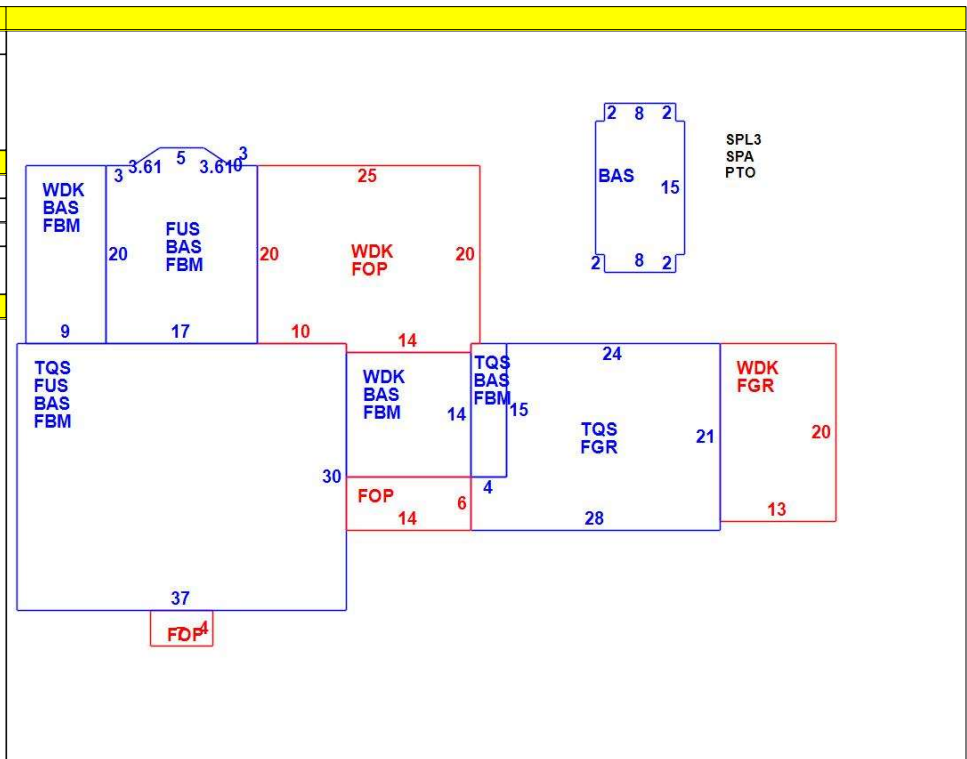 2 8 2
SPL3
SPA
PTO
BAS 15
2 8 2
3 3.61 5 3.61 0 3
25
WDK
BAS
FBM
20
FUS
BAS
FBM
20
WDK
FOP
20
9 17 10
14
24
TQS
FUS
BAS
FBM
30
WDK
BAS
FBM
14
TQS
BAS
FBM
15
TQS
FGR
21
WDK
FGR
20
4
FOP
6
14
28
13
37
FOP
7 4